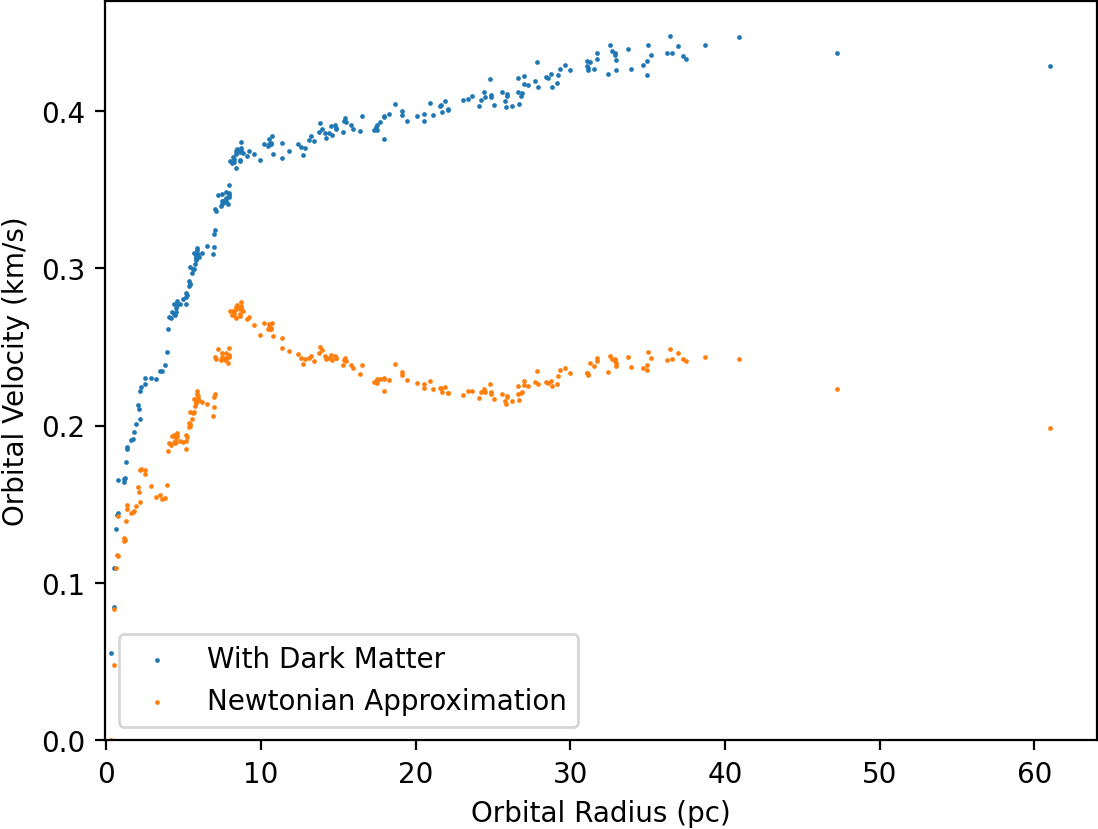 0.4
0.3
0.2
0.1
0.0
Orbital Velocity (km/s)
With Dark Matter
Newtonian Approximation
0 10 20 30 40 50 60
Orbital Radius (pc)